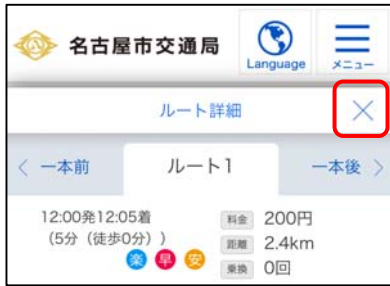 名古屋市交通局
Language
メニュー
ルート詳細
一本前
ルート1
一本後
12:00発12:05着
(5分(徒歩0分))
楽 早 安
料金 200円
距離 2.4km
乗換 0回